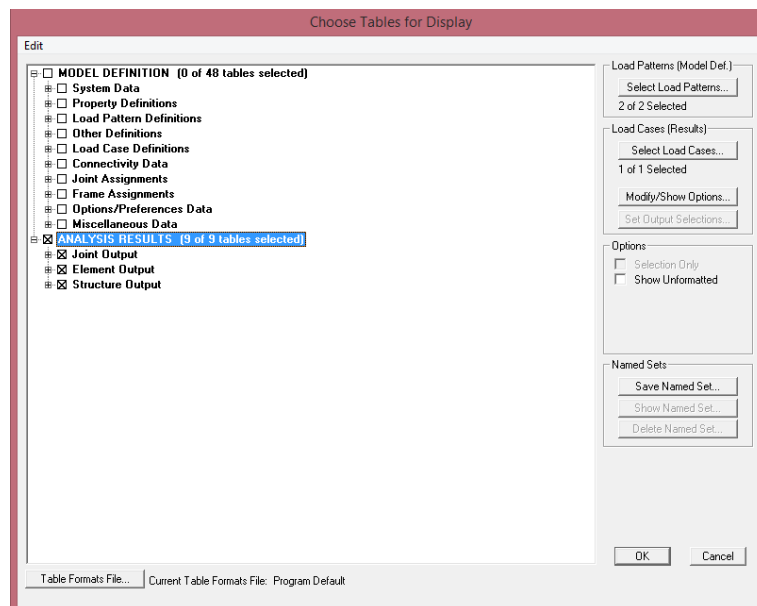 Choose Tables for Display
Edit
MODEL DEFINITION (0 of 48 tables selected)
System Data
Property Definitions
Load Pattern Definitions
Other Definitions
Load Case Definitions
Connectivity Data
Joint Assignments
Frame Assignments
Options/Preferences Data
Miscellaneous Data
ANALYSIS RESULTS (9 of 9 tables selected)
Joint Output
Element Output
Structure Output
Load Patterns (Model Def.)
Select Load Patterns...
2 of 2 Selected
Load Cases (Results)
Select Load Cases...
1 of 1 Selected
Modify/Show Options...
Set Output Selections...
Options
Selection Only
Show Unformatted
Named Sets
Save Named Set...
Show Named Set...
Delete Named Set...
OK Cancel
Table Formats File... Current Table Formats File: Program Default